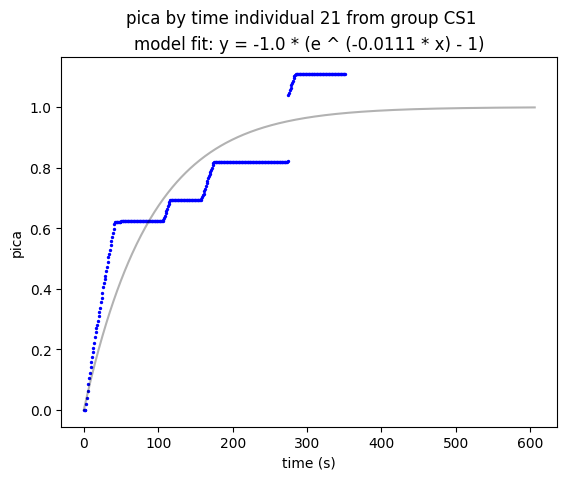 pica by time individual 21 from group CS1
model fit: y = -1.0 * (e ^ (-0.0111 * x) - 1)
1.0
0.8
0.6
0.4
0.2
0.0
pica
0 100 200 300 400 500 600
time (s)